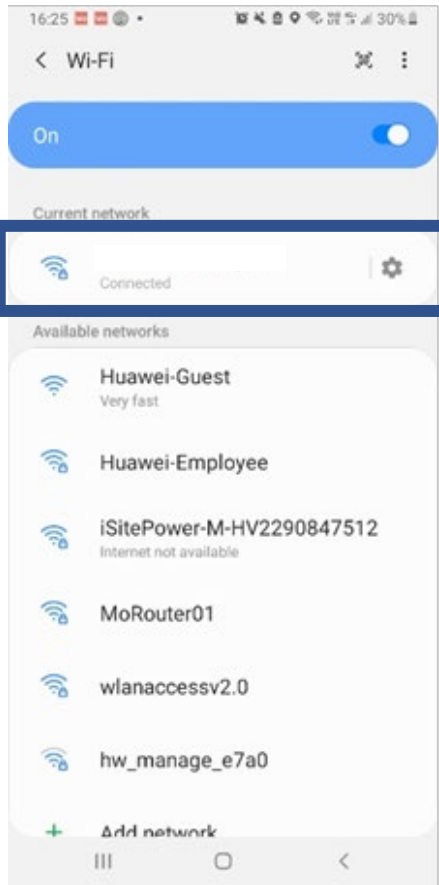 16:25
30%
Wi-Fi
On
Current network
Connected
Available networks
Huawei-Guest
Very fast
Huawei-Employee
iSitePower-M-HV2290847512
Internet not available
MoRouter01
wlanaccessv2.0
hw_manage_e7a0
Add network